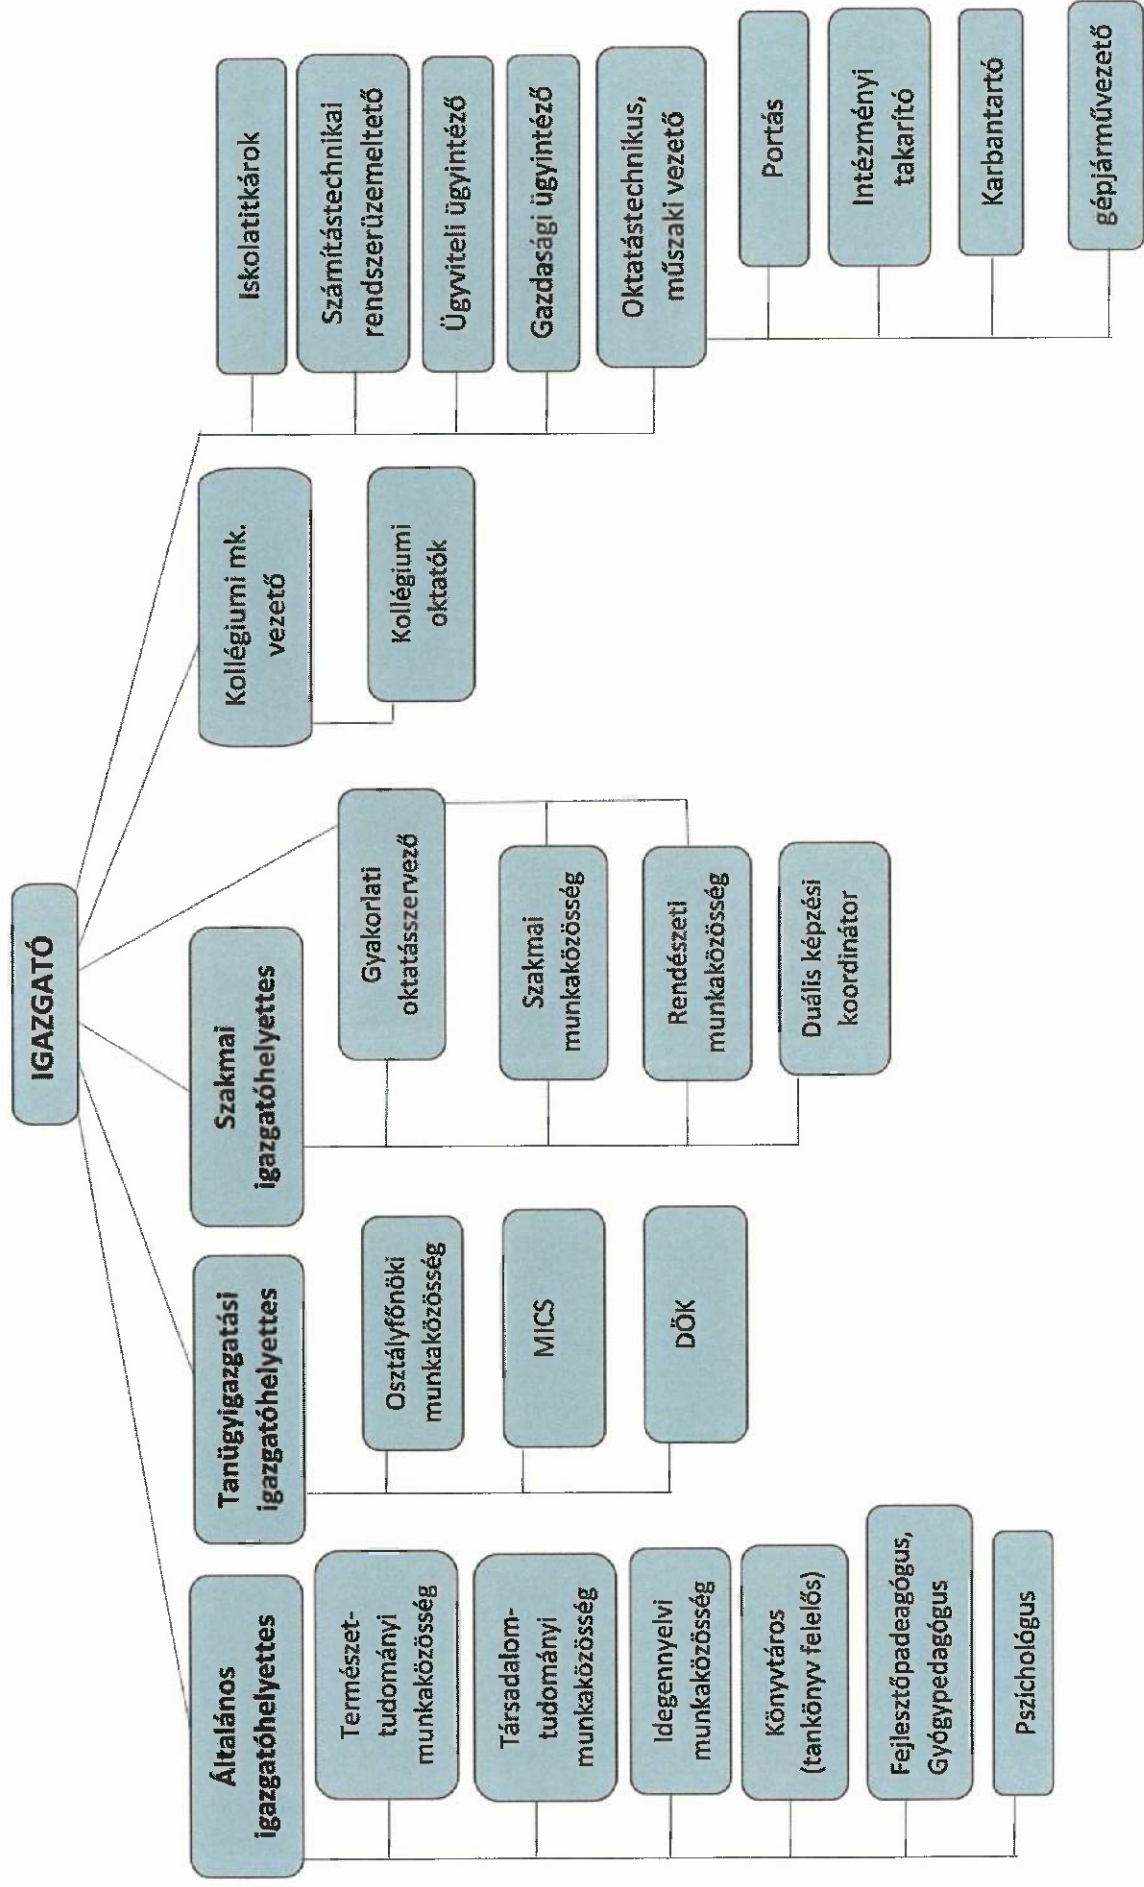 IGAZGATÓ
Általános
igazgatóhelyettes
Természet-
tudományi
munkaközösség
Társadalom-
tudományi
munkaközösség
Idegennyelvi
munkaközösség
Könyvtáros
(tankönyv felelős)
Fejlesztőpadeagógus,
Gyógypedagógus
Pszichológus
Tanügyigazgatási
igazgatóhelyettes
Osztályfőnöki
munkaközösség
MICS
DÖK
Szakmai
igazgatóhelyettes
Gyakorlati
oktatásszervező
Szakmai
munkaközösség
Rendészeti
munkaközösség
Duális képzési
koordinátor
Kollégiumi mk.
vezető
Kollégiumi
oktatók
Iskolatitkárok
Számítástechnikai
rendszerüzemeltető
Ügyviteli ügyintéző
Gazdasági ügyintéző
Oktatástechnikus,
műszaki vezető
Portás
Intézményi
takarító
Karbantartó
gépjárművezető